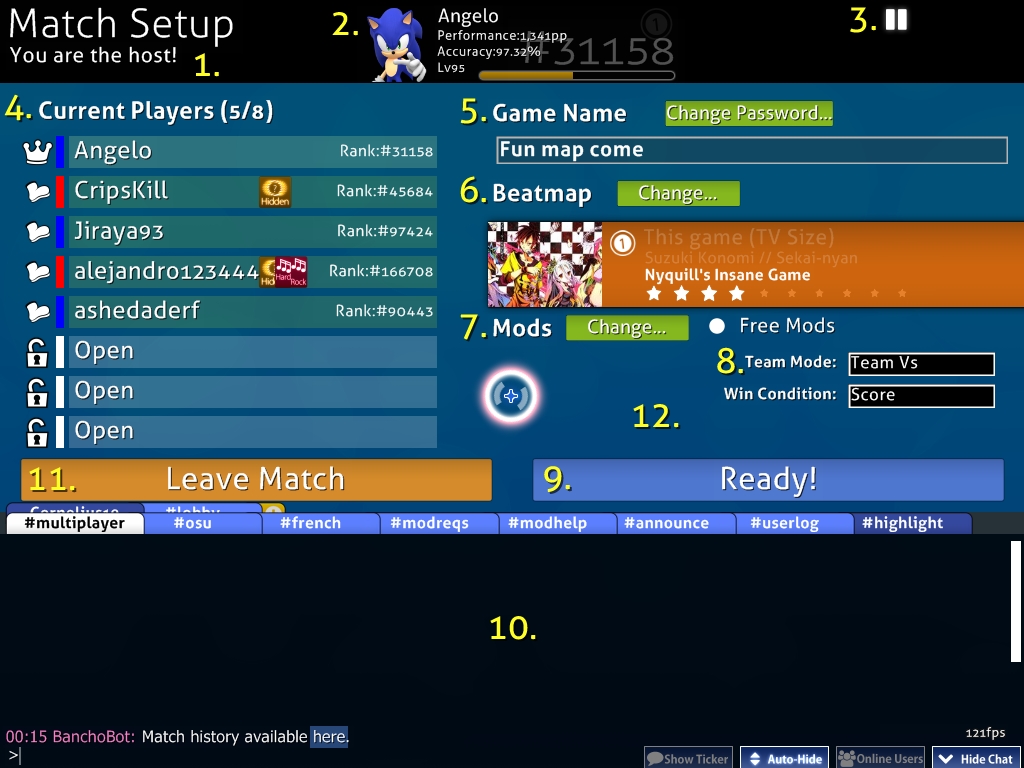 Match Setup
You are the host!
1.
2.
Angelo
Performance:1,341pp
Accuracy:97.32%
Lv95
#31158
1
3.
4. Current Players (5/8)
Angelo Rank:#31158
CripsKill Hidden Rank:#45684
Jiraya93 Rank:#97424
alejandro123444 Hid HardRock Rank:#166708
ashedaderf Rank:#90443
Open
Open
Open
5. Game Name Change Password...
Fun map come
6. Beatmap Change...
1 This game (TV Size)
Suzuki Konomi // Sekai-nyan
Nyquill's Insane Game
7. Mods Change... Free Mods
8. Team Mode: Team Vs
Win Condition: Score
12.
11. Leave Match
9. Ready!
Cornelius10 #lobby
#multiplayer #osu #french #modreqs #modhelp #announce #userlog #highlight
10.
00:15 BanchoBot: Match history available here.
>
121fps
Show Ticker Auto-Hide Online Users Hide Chat